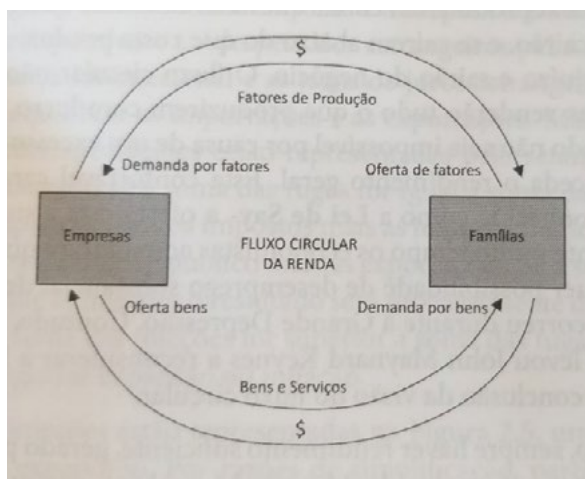 $
Fatores de Produção
Demanda por fatores
Oferta de fatores
Empresas
FLUXO CIRCULAR
DA RENDA
Famílias
Oferta bens
Demanda por bens
Bens e Serviços
$